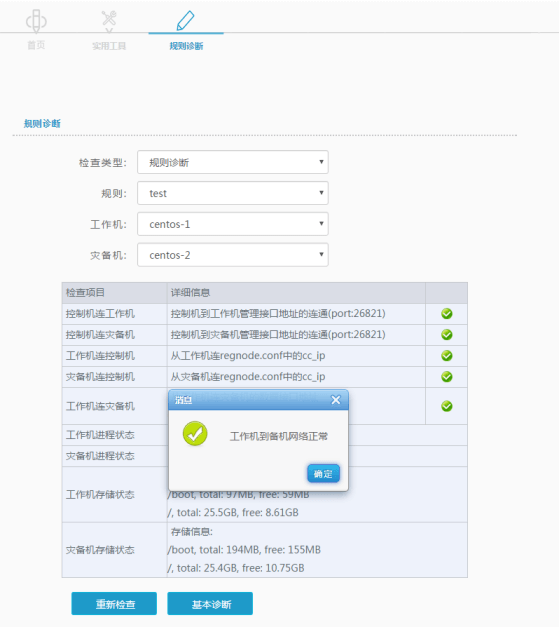 首页
实用工具
规则诊断
规则诊断
检查类型:
规则诊断
规则:
test
工作机:
centos-1
灾备机:
centos-2
检查项目
详细信息
控制机连工作机
控制机到工作机管理接口地址的连通(port:26821)
控制机连灾备机
控制机到灾备机管理接口地址的连通(port:26821)
工作机连控制机
从工作机连regnode.conf中的cc_ip
灾备机连控制机
从灾备机连regnode.conf中的cc_ip
工作机连灾备机
工作机到备机网络正常
确定
工作机进程状态
灾备机进程状态
工作机存储状态
/boot, total: 97MB, free: 59MB
/, total: 25.5GB, free: 8.61GB
灾备机存储状态
存储信息:
/boot, total: 194MB, free: 155MB
/, total: 25.4GB, free: 10.75GB
重新检查
基本诊断